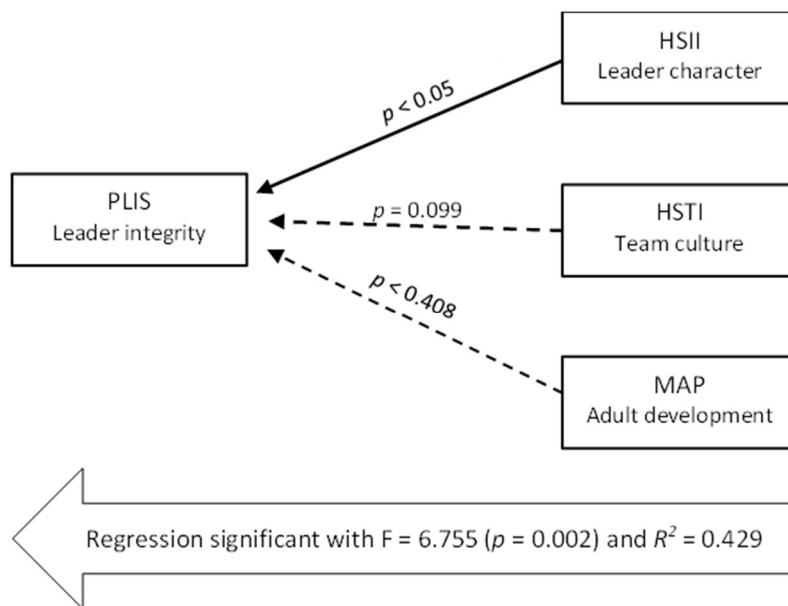 HSII
Leader character
p < 0.05
PLIS
Leader integrity
p = 0.099
HSTI
Team culture
p < 0.408
MAP
Adult development
Regression significant with F = 6.755 (p = 0.002) and R² = 0.429